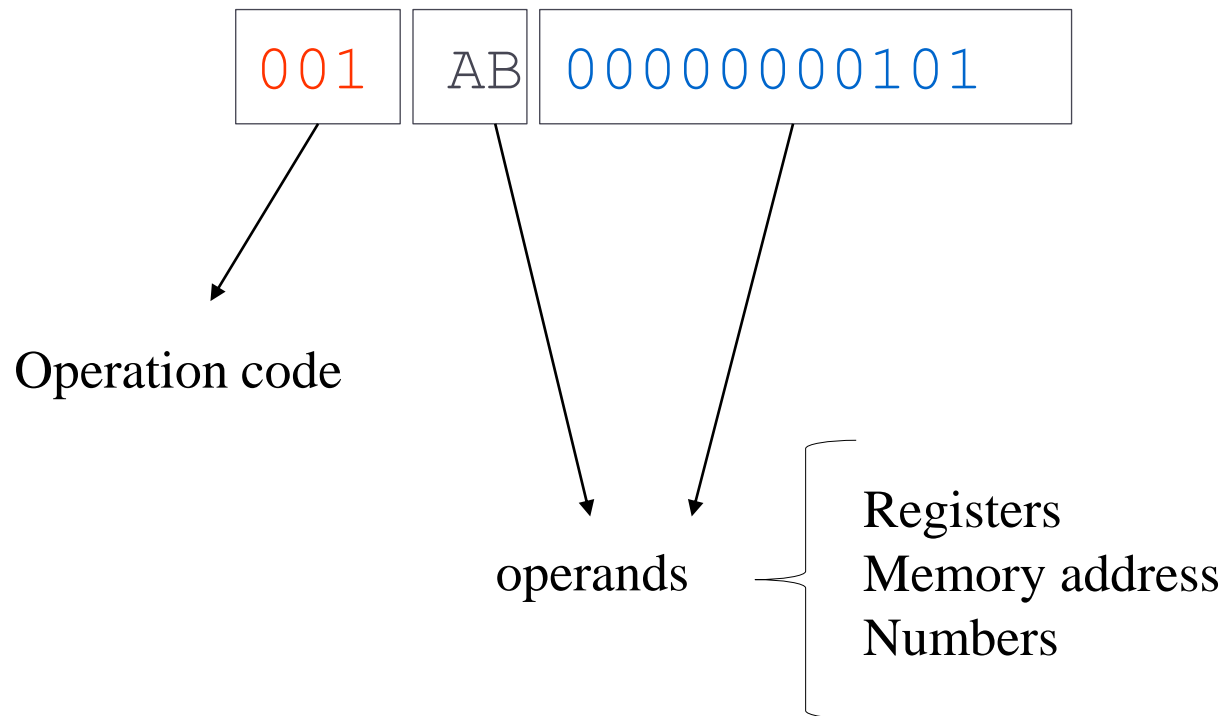 001 AB 00000000101
Operation code
operands
Registers
Memory address
Numbers